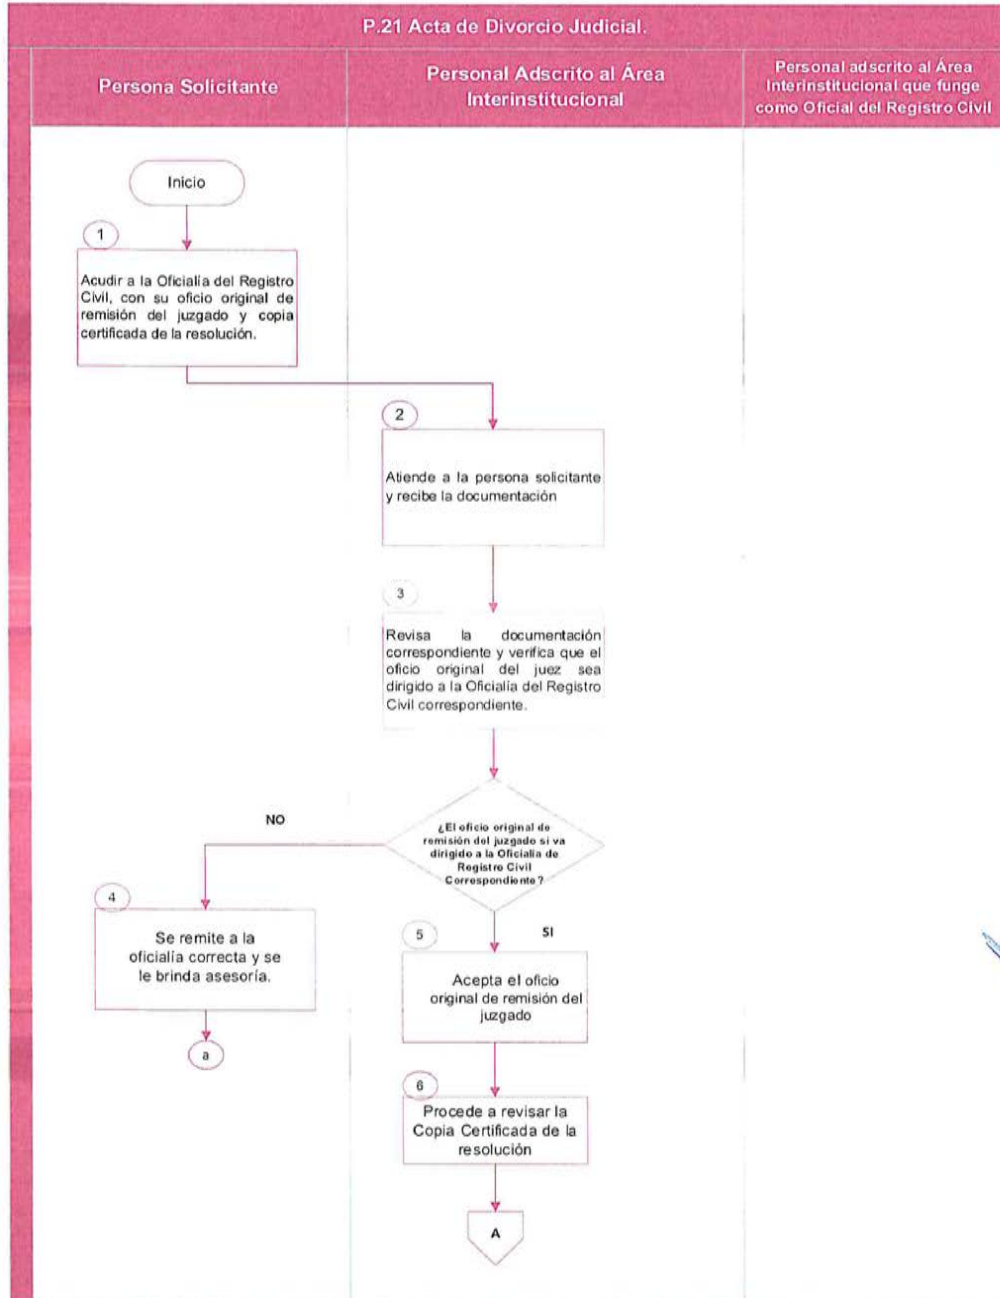 P.21 Acta de Divorcio Judicial.
Persona Solicitante
Personal Adscrito al Área
Interinstitucional
Personal adscrito al Área
Interinstitucional que funge
como Oficial del Registro Civil
Inicio
1
Acudir a la Oficialía del Registro
Civil, con su oficio original de
remisión del juzgado y copia
certificada de la resolución.
2
Atiende a la persona solicitante
y recibe la documentación
3
Revisa la documentación
correspondiente y verifica que el
oficio original del juez sea
dirigido a la Oficialía del Registro
Civil correspondiente.
¿El oficio original de
remisión del juzgado si va
dirigido a la Oficialía de
Registro Civil
Correspondiente?
NO
4
Se remite a la
oficialía correcta y se
le brinda asesoría.
a
SI
5
Acepta el oficio
original de remisión del
juzgado
6
Procede a revisar la
Copia Certificada de la
resolución
A